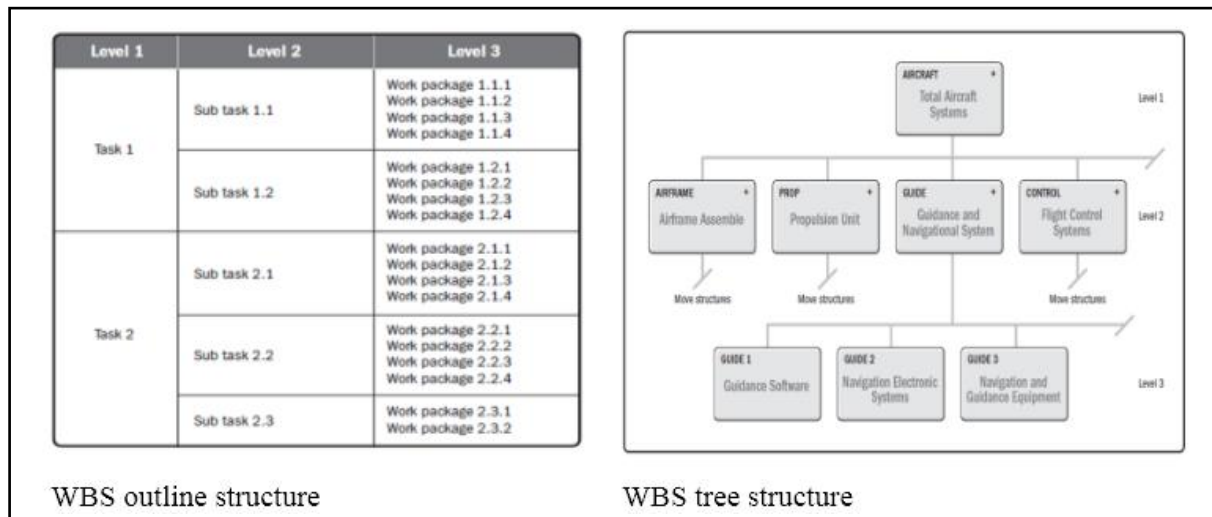 Level 1 Level 2 Level 3
Task 1
Sub task 1.1
Work package 1.1.1
Work package 1.1.2
Work package 1.1.3
Work package 1.1.4
Sub task 1.2
Work package 1.2.1
Work package 1.2.2
Work package 1.2.3
Work package 1.2.4
Task 2
Sub task 2.1
Work package 2.1.1
Work package 2.1.2
Work package 2.1.3
Work package 2.1.4
Sub task 2.2
Work package 2.2.1
Work package 2.2.2
Work package 2.2.3
Work package 2.2.4
Sub task 2.3
Work package 2.3.1
Work package 2.3.2
WBS outline structure
AIRCRAFT +
Total Aircraft
Systems
Level 1
AIRFRAME +
Airframe Assemble
PROP +
Propulsion Unit
GUIDE +
Guidance and
Navigational System
CONTROL +
Flight Control
Systems
Level 2
Move structures
Move structures
Move structures
GUIDE 1
Guidance Software
GUIDE 2
Navigation Electronic
Systems
GUIDE 3
Navigation and
Guidance Equipment
Level 3
WBS tree structure